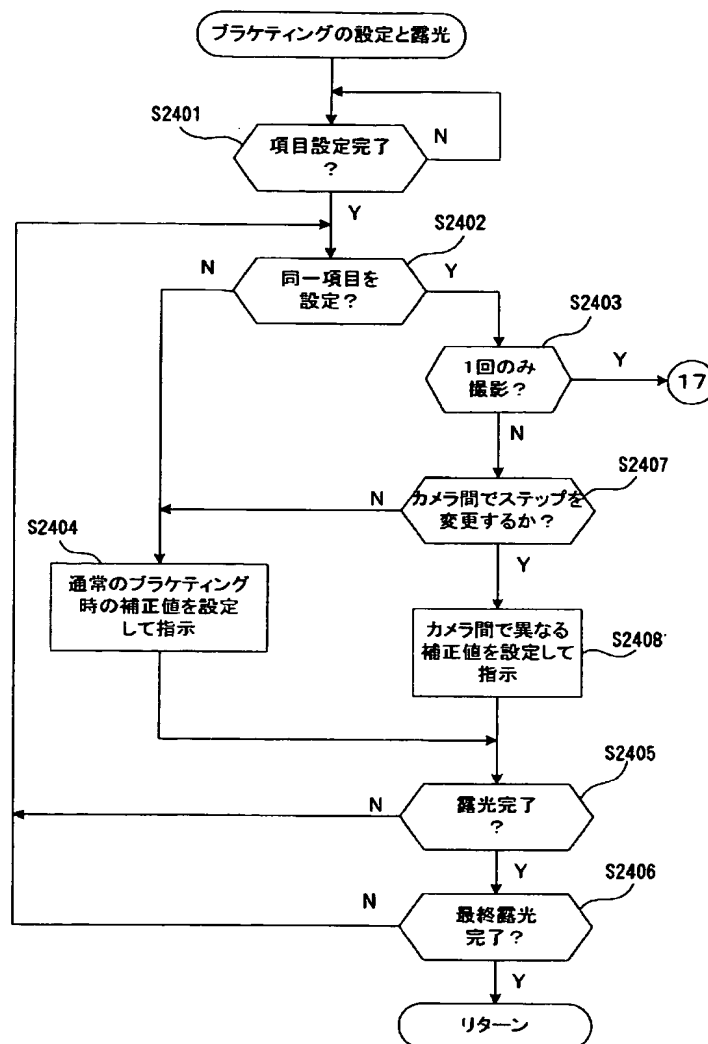 ブラケティングの設定と露光
S2401
項目設定完了
?
N
Y
S2402
同一項目を
設定?
N
Y
S2403
1回のみ
撮影?
Y
17
N
S2407
カメラ間でステップを
変更するか?
N
Y
S2404
通常のブラケティング
時の補正値を設定
して指示
カメラ間で異なる
補正値を設定して
指示
S2408
S2405
露光完了
?
N
Y
S2406
最終露光
完了?
N
Y
リターン